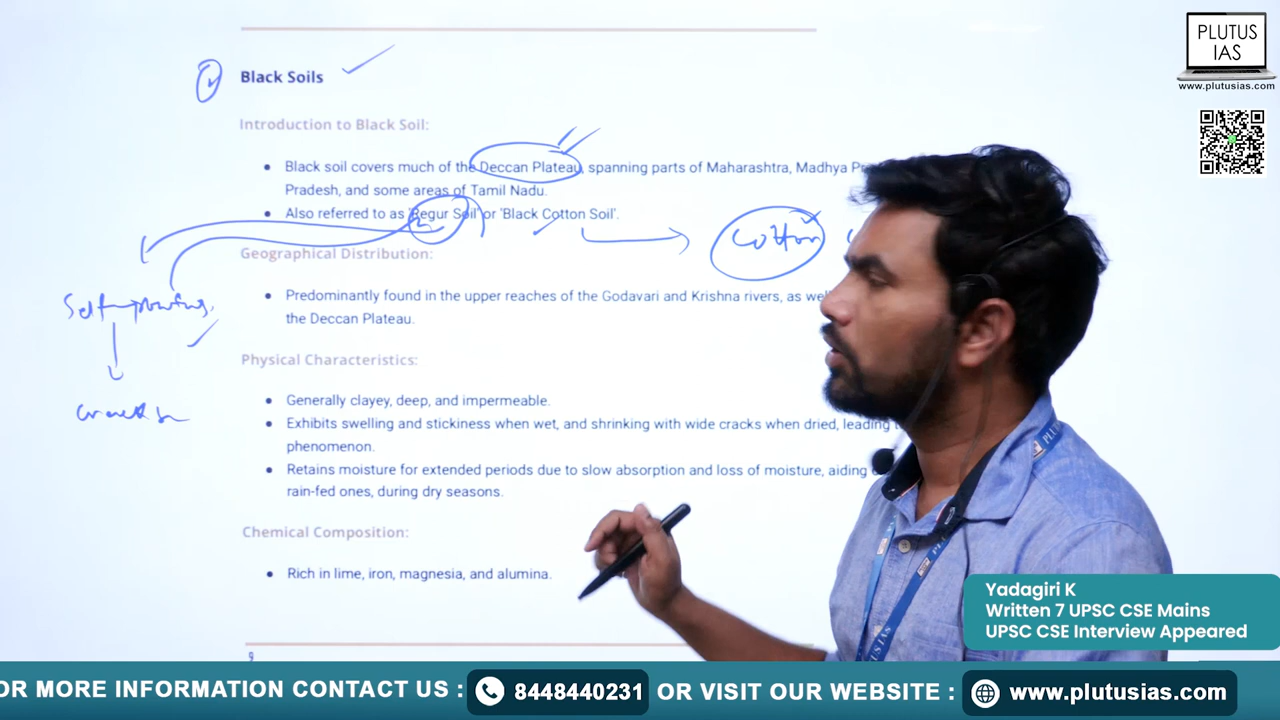 PLUTUS
IAS
www.plutusias.com
Black Soils
Introduction to Black Soil:
Black soil covers much of the Deccan Plateau, spanning parts of Maharashtra, Madhya
Pradesh, and some areas of Tamil Nadu.
Also referred to as 'Regur Soil' or 'Black Cotton Soil'.
Cotton
Geographical Distribution:
Predominantly found in the upper reaches of the Godavari and Krishna rivers, as
the Deccan Plateau.
Self-ploughing
cracks
Physical Characteristics:
Generally clayey, deep, and impermeable.
Exhibits swelling and stickiness when wet, and shrinking with wide cracks when dried, leading
phenomenon.
Retains moisture for extended periods due to slow absorption and loss of moisture, aiding
rain-fed ones, during dry seasons.
Chemical Composition:
Rich in lime, iron, magnesia, and alumina.
9
PLUTUS IAS
Yadagiri K
Written 7 UPSC CSE Mains
UPSC CSE Interview Appeared
OR MORE INFORMATION CONTACT US : 8448440231 OR VISIT OUR WEBSITE : www.plutusias.com